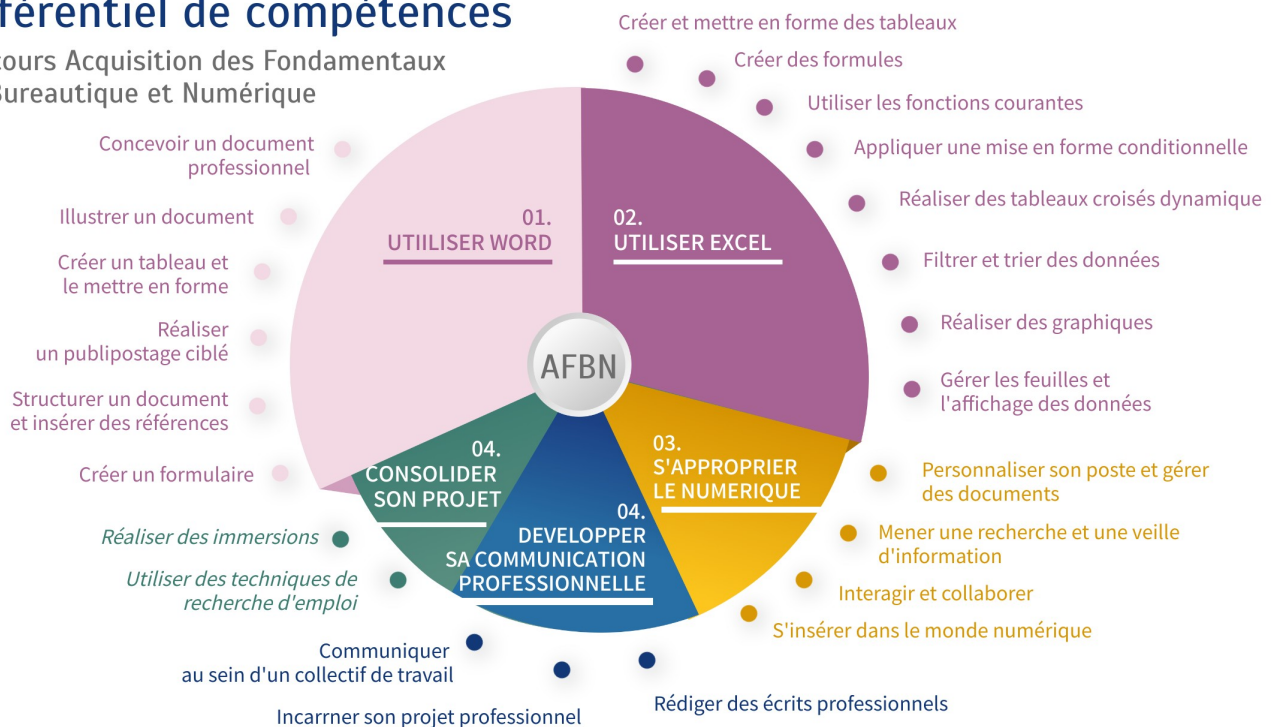 férentiel de compétences
cours Acquisition des Fondamentaux
Bureautique et Numérique
Concevoir un document
professionnel
Illustrer un document
Créer un tableau et
le mettre en forme
Réaliser
un publipostage ciblé
Structurer un document
et insérer des références
Créer un formulaire
01.
UTIILISER WORD
02.
UTILISER EXCEL
Créer et mettre en forme des tableaux
Créer des formules
Utiliser les fonctions courantes
Appliquer une mise en forme conditionnelle
Réaliser des tableaux croisés dynamique
Filtrer et trier des données
Réaliser des graphiques
Gérer les feuilles et
l'affichage des données
AFBN
03.
S'APPROPRIER
LE NUMERIQUE
Personnaliser son poste et gérer
des documents
Mener une recherche et une veille
d'information
Interagir et collaborer
S'insérer dans le monde numérique
04.
DEVELOPPER
SA COMMUNICATION
PROFESSIONNELLE
Rédiger des écrits professionnels
Incarrner son projet professionnel
Communiquer
au sein d'un collectif de travail
04.
CONSOLIDER
SON PROJET
Réaliser des immersions
Utiliser des techniques de
recherche d'emploi